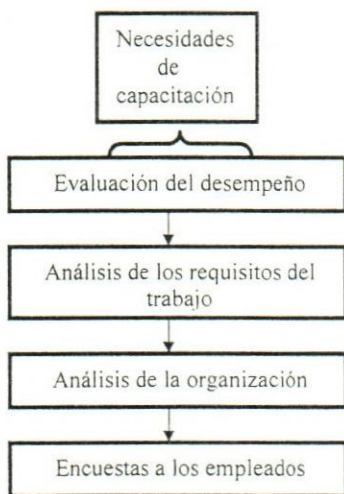 Necesidades
de
capacitación
Evaluación del desempeño
Análisis de los requisitos del
trabajo
Análisis de la organización
Encuestas a los empleados